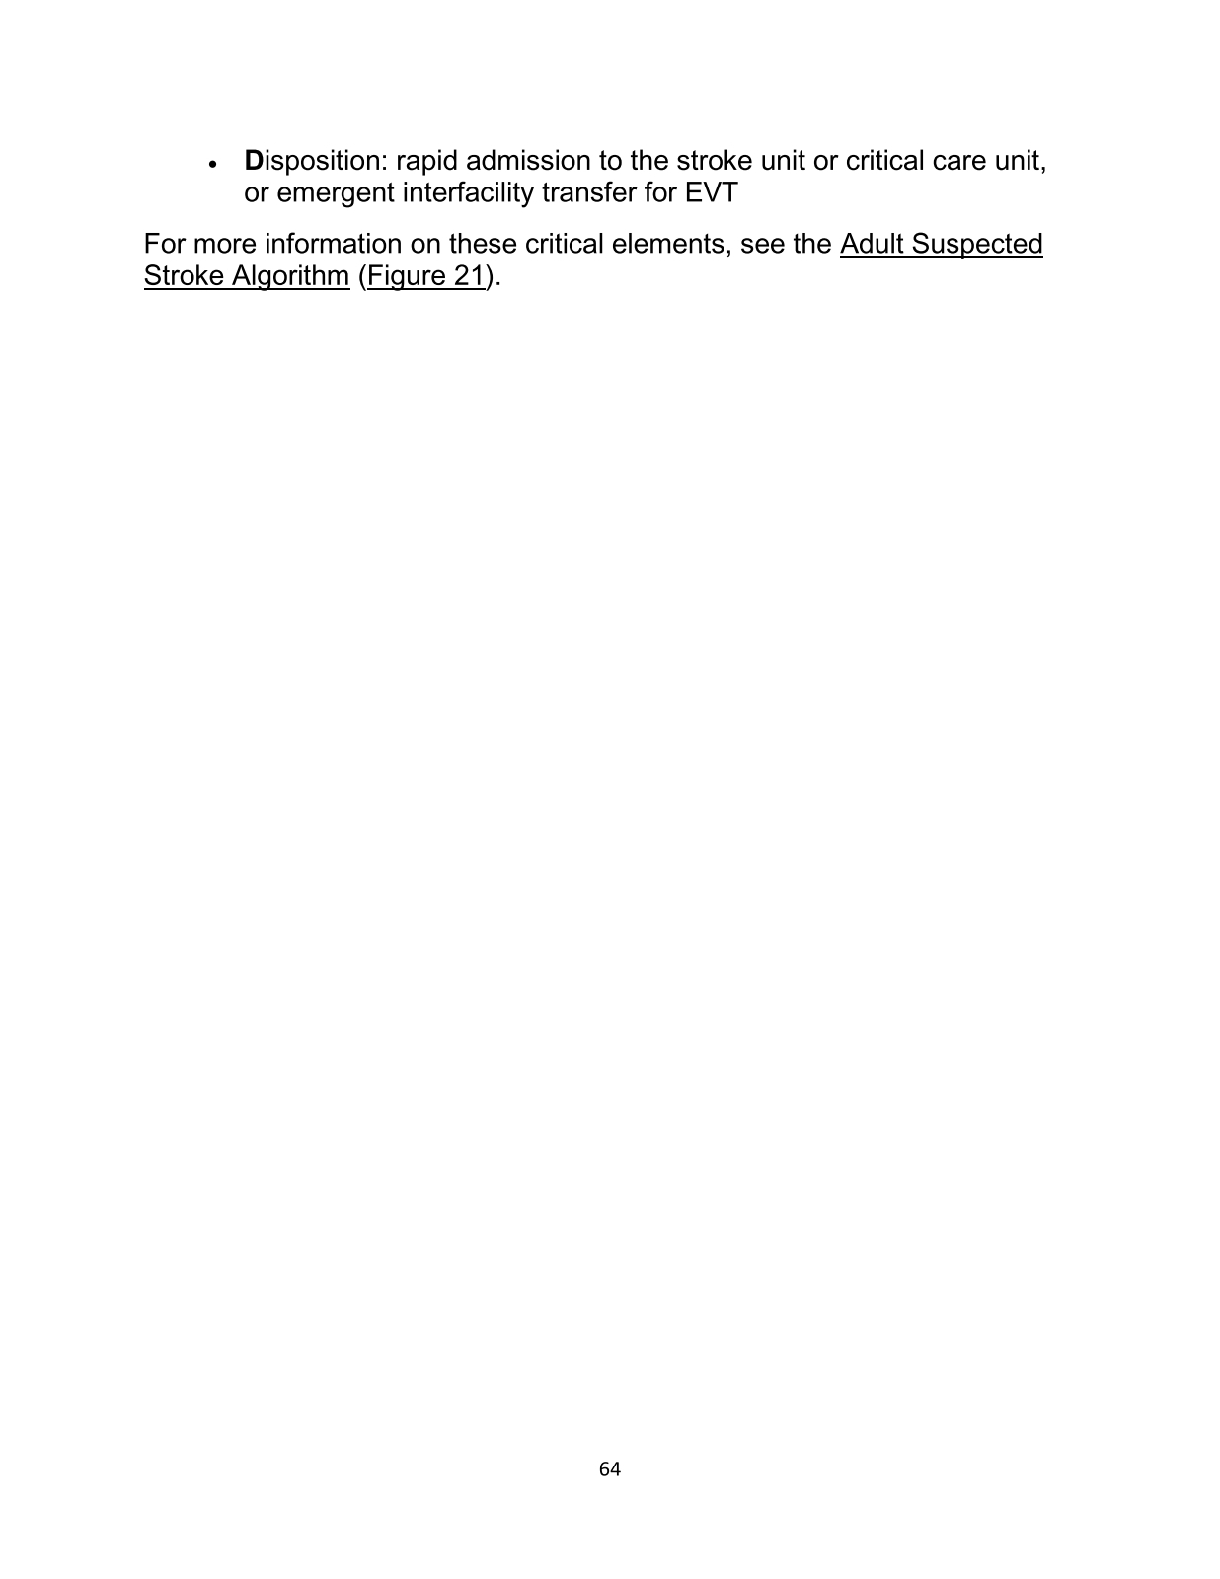 • Disposition: rapid admission to the stroke unit or critical care unit,
or emergent interfacility transfer for EVT
For more information on these critical elements, see the Adult Suspected
Stroke Algorithm (Figure 21).
64